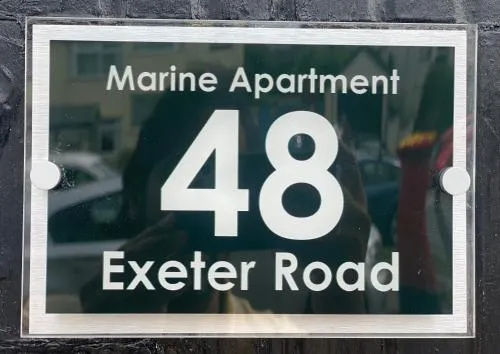 Marine Apartment
48
Exeter Road